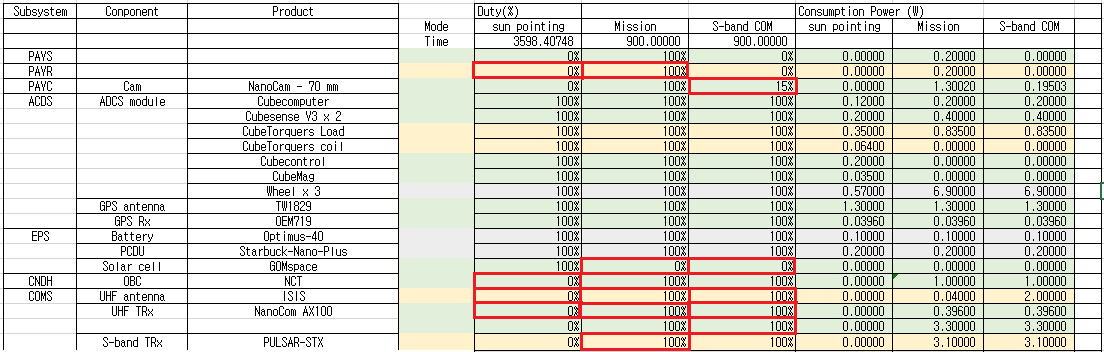 Subsystem Conponent Product Duty(%) Consumption Power (W)
Mode sun pointing Mission S-band COM sun pointing Mission S-band COM
Time 3598.40748 900.00000 900.00000
PAYS 0% 100% 0% 0.00000 0.20000 0.00000
PAYR 0% 100% 0% 0.00000 0.20000 0.00000
PAYC Cam NanoCam - 70 mm 0% 100% 15% 0.00000 1.30020 0.19503
ACDS ADCS module Cubecomputer 100% 100% 100% 0.12000 0.20000 0.20000
Cubesense V3 x 2 100% 100% 100% 0.20000 0.40000 0.40000
CubeTorquers Load 100% 100% 100% 0.35000 0.83500 0.83500
CubeTorquers coil 100% 100% 100% 0.06400 0.00000 0.00000
Cubecontrol 100% 100% 100% 0.20000 0.00000 0.00000
CubeMag 100% 100% 100% 0.03500 0.00000 0.00000
Wheel x 3 100% 100% 100% 0.57000 6.90000 6.90000
GPS antenna TW1829 100% 100% 100% 1.30000 1.30000 1.30000
GPS Rx OEM719 100% 100% 100% 0.03960 0.03960 0.03960
EPS Battery Optimus-40 100% 100% 100% 0.10000 0.10000 0.10000
PCDU Starbuck-Nano-Plus 100% 100% 100% 0.20000 0.20000 0.20000
Solar cell GOMspace 100% 0% 0% 0.00000 0.00000 0.00000
CNDH OBC NCT 0% 100% 100% 0.00000 1.00000 1.00000
COMS UHF antenna ISIS 0% 100% 100% 0.00000 0.04000 2.00000
UHF TRx NanoCom AX100 0% 100% 100% 0.00000 0.39600 0.39600
0% 100% 100% 0.00000 3.30000 3.30000
S-band TRx PULSAR-STX 0% 100% 100% 0.00000 3.10000 3.10000